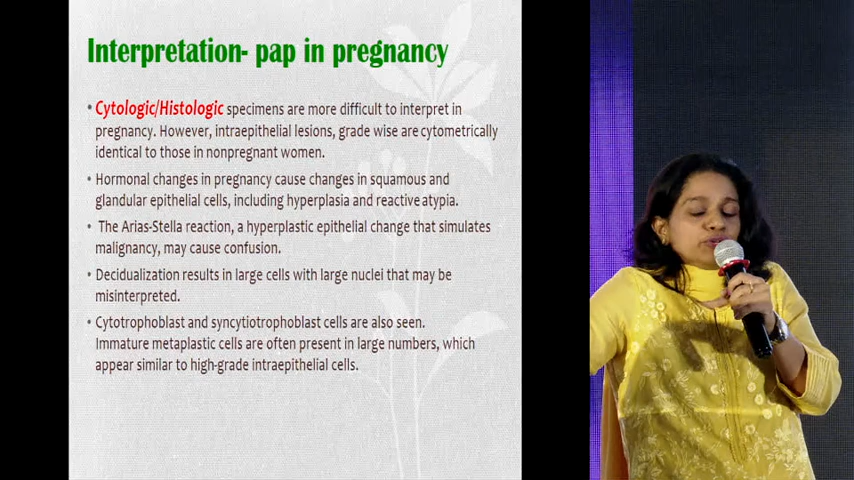 Interpretation- pap in pregnancy
• Cytologic/Histologic specimens are more difficult to interpret in
pregnancy. However, intraepithelial lesions, grade wise are cytometrically
identical to those in nonpregnant women.
• Hormonal changes in pregnancy cause changes in squamous and
glandular epithelial cells, including hyperplasia and reactive atypia.
• The Arias-Stella reaction, a hyperplastic epithelial change that simulates
malignancy, may cause confusion.
• Decidualization results in large cells with large nuclei that may be
misinterpreted.
• Cytotrophoblast and syncytiotrophoblast cells are also seen.
Immature metaplastic cells are often present in large numbers, which
appear similar to high-grade intraepithelial cells.